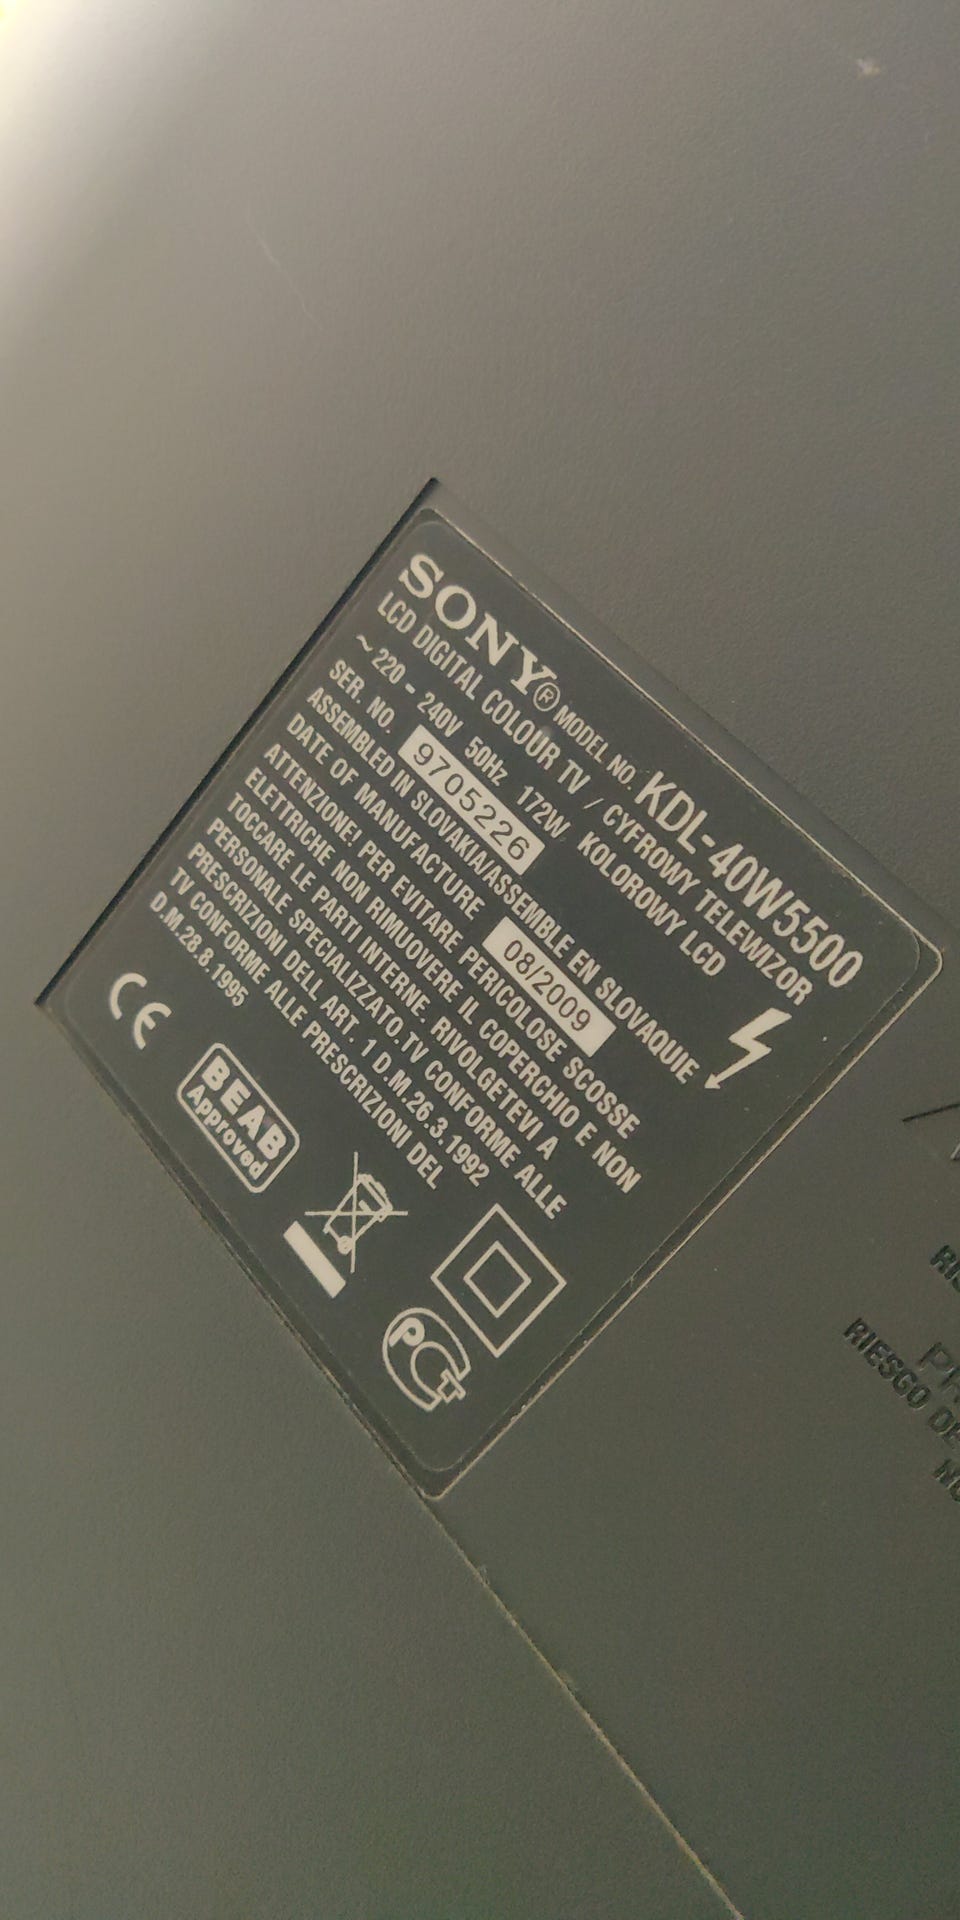 SONY® MODEL NO. KDL-40W5500
LCD DIGITAL COLOUR TV / CYFROWY TELEWIZOR
~220 - 240V 50Hz 172W KOLOROWY LCD
SER. NO. 9705226
ASSEMBLED IN SLOVAKIA/ASSEMBLE EN SLOVAQUIE
DATE OF MANUFACTURE 08/2009
ATTENZIONE! PER EVITARE PERICOLOSE SCOSSE
ELETTRICHE NON RIMUOVERE IL COPERCHIO E NON
TOCCARE LE PARTI INTERNE. RIVOLGETEVI A
PERSONALE SPECIALIZZATO.TV CONFORME ALLE
PRESCRIZIONI DELL ART. 1 D.M.26.3.1992
TV CONFORME ALLE PRESCRIZIONI DEL
D.M.28.8.1995
CE
BEAB
Approved
PCT
RIESGO